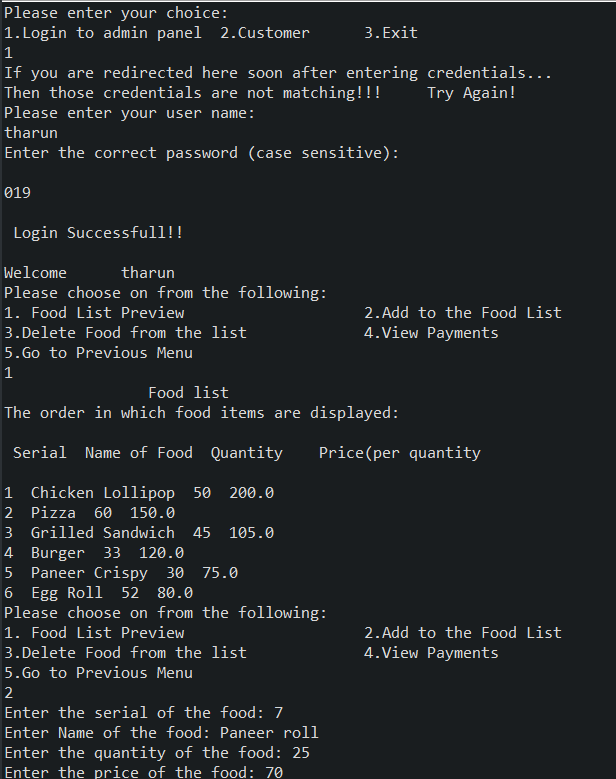 Please enter your choice:
1.Login to admin panel  2.Customer      3.Exit
1
If you are redirected here soon after entering credentials...
Then those credentials are not matching!!!     Try Again!
Please enter your user name:
tharun
Enter the correct password (case sensitive):
019
Login Successfull!!
Welcome      tharun
Please choose on from the following:
1. Food List Preview                    2.Add to the Food List
3.Delete Food from the list             4.View Payments
5.Go to Previous Menu
1
Food list
The order in which food items are displayed:
Serial  Name of Food  Quantity    Price(per quantity
1  Chicken Lollipop  50  200.0
2  Pizza  60  150.0
3  Grilled Sandwich  45  105.0
4  Burger  33  120.0
5  Paneer Crispy  30  75.0
6  Egg Roll  52  80.0
Please choose on from the following:
1. Food List Preview                    2.Add to the Food List
3.Delete Food from the list             4.View Payments
5.Go to Previous Menu
2
Enter the serial of the food: 7
Enter Name of the food: Paneer roll
Enter the quantity of the food: 25
Enter the price of the food: 70